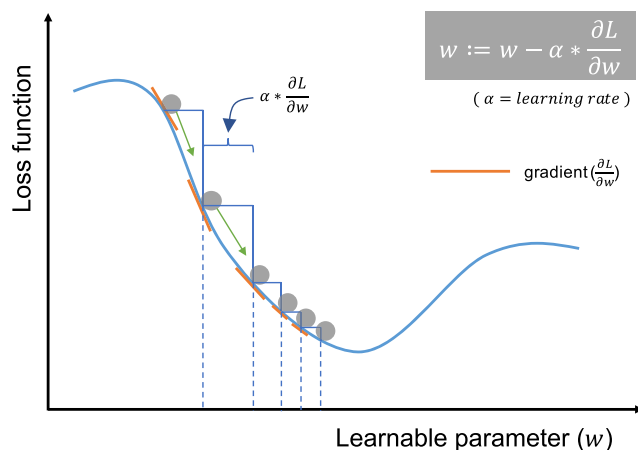 w := w − α * ∂L/∂w
( α = learning rate )
α * ∂L/∂w
gradient (∂L/∂w)
Loss function
Learnable parameter (w)